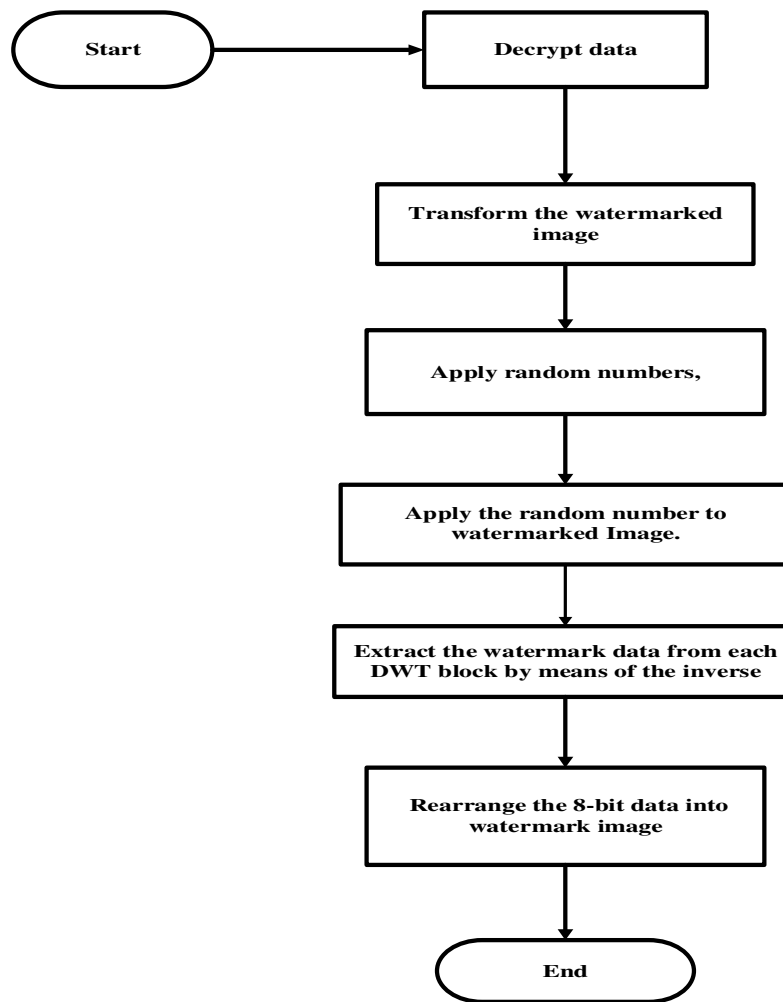 Start
Decrypt data
Transform the watermarked
image
Apply random numbers,
Apply the random number to
watermarked Image.
Extract the watermark data from each
DWT block by means of the inverse
Rearrange the 8-bit data into
watermark image
End